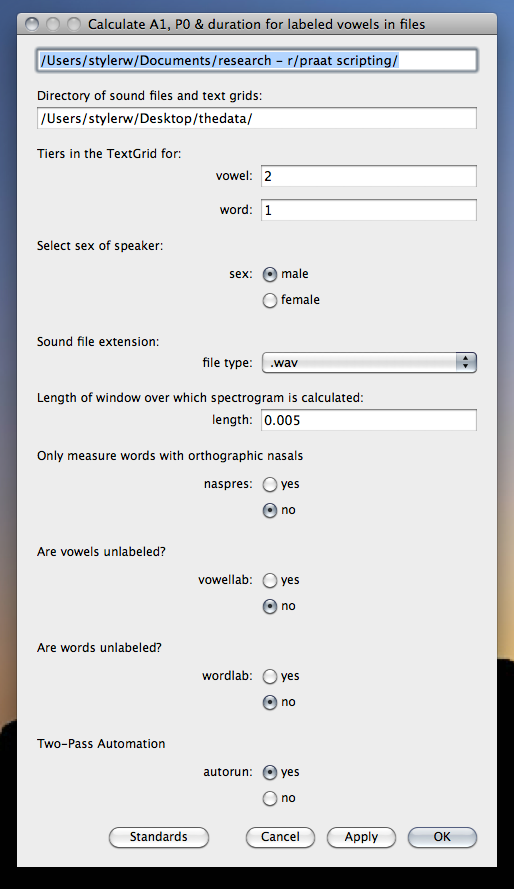 Calculate A1, P0 & duration for labeled vowels in files
/Users/stylerw/Documents/research – r/praat scripting/
Directory of sound files and text grids:
/Users/stylerw/Desktop/thedata/
Tiers in the TextGrid for:
vowel: 2
word: 1
Select sex of speaker:
sex: male
female
Sound file extension:
file type: .wav
Length of window over which spectrogram is calculated:
length: 0.005
Only measure words with orthographic nasals
naspres: yes
no
Are vowels unlabeled?
vowellab: yes
no
Are words unlabeled?
wordlab: yes
no
Two-Pass Automation
autorun: yes
no
Standards Cancel Apply OK